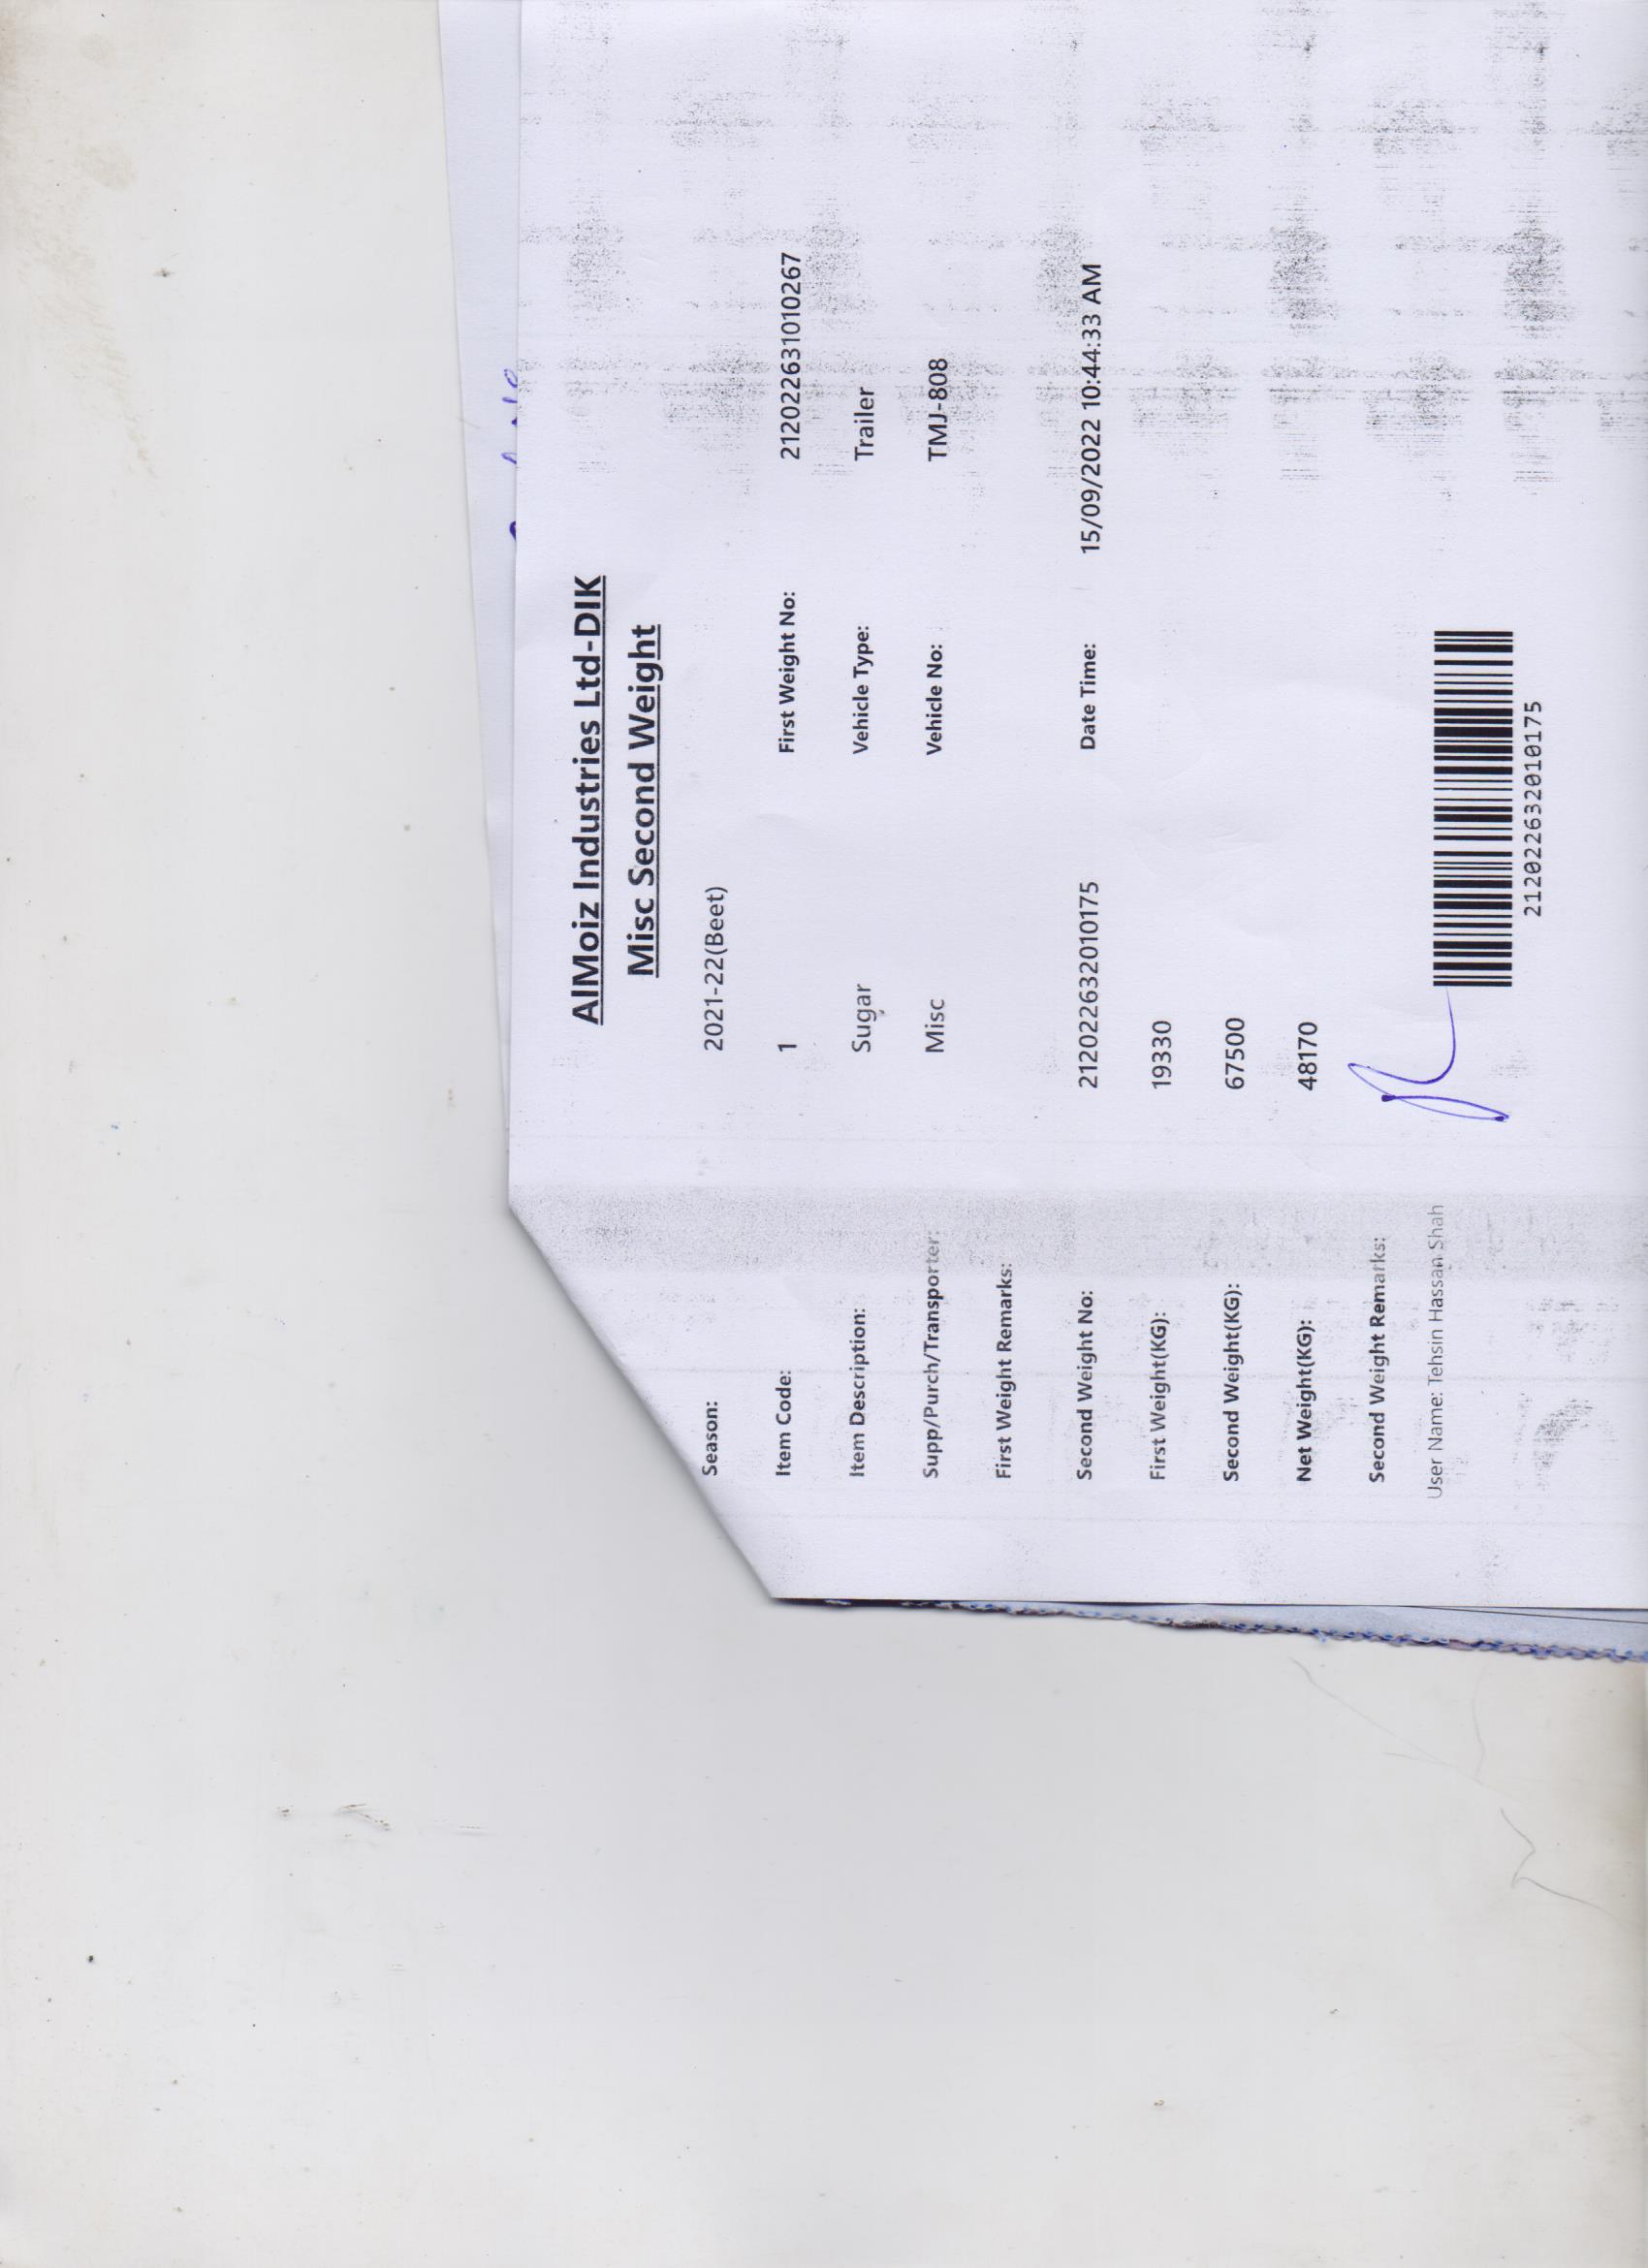 AlMoiz Industries Ltd-DIK
Misc Second Weight
Season: 2021-22(Beet)
Item Code: 1 First Weight No: 2120226310102​67
Item Description: Sugar Vehicle Type: Trailer
Supp/Purch/Transporter: Misc Vehicle No: TMJ-808
First Weight Remarks:
Second Weight No: 212022632010175 Date Time: 15/09/2022 10:44:33 AM
First Weight(KG): 19330
Second Weight(KG): 67500
Net Weight(KG): 48170
Second Weight Remarks:
User Name: Tehsin Hassan Shah
212022632010175